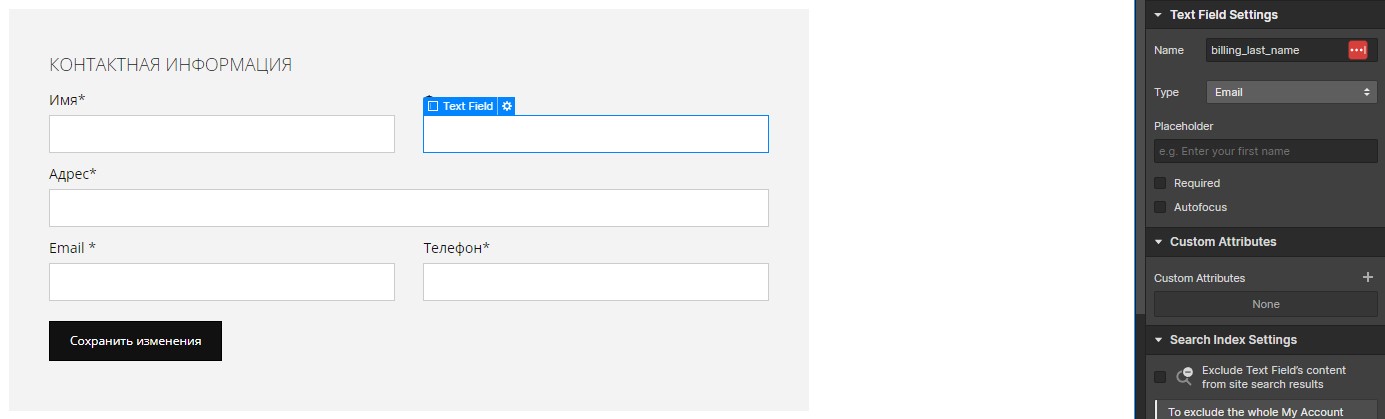 КОНТАКТНАЯ ИНФОРМАЦИЯ
Имя*
Text Field
Адрес*
Email *
Телефон*
Сохранить изменения
Text Field Settings
Name
billing_last_name
Type
Email
Placeholder
e.g. Enter your first name
Required
Autofocus
Custom Attributes
Custom Attributes
None
Search Index Settings
Exclude Text Field's content
from site search results
To exclude the whole My Account